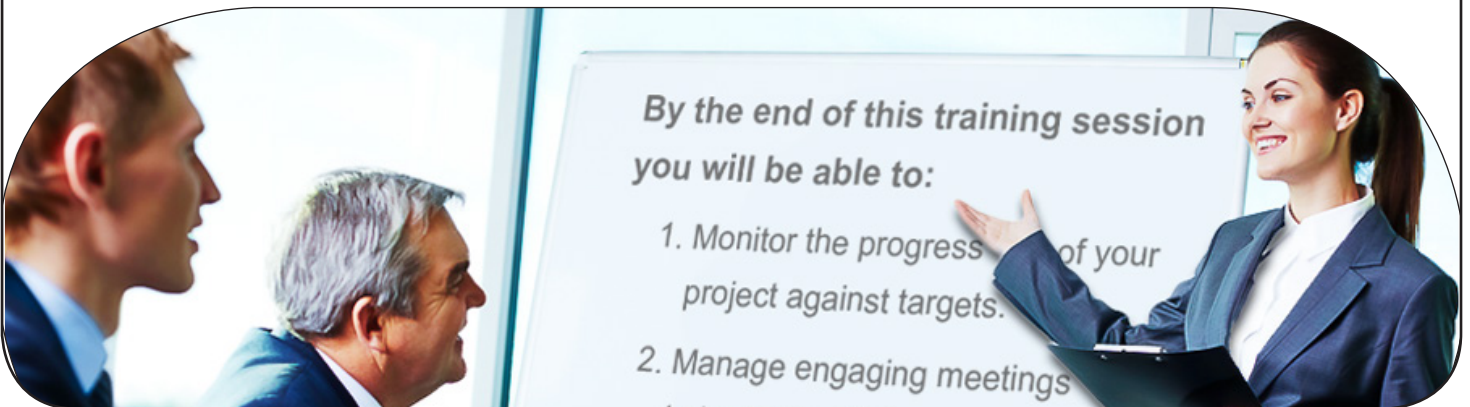 By the end of this training session
you will be able to:
1. Monitor the progress of your
project against targets.
2. Manage engaging meetings